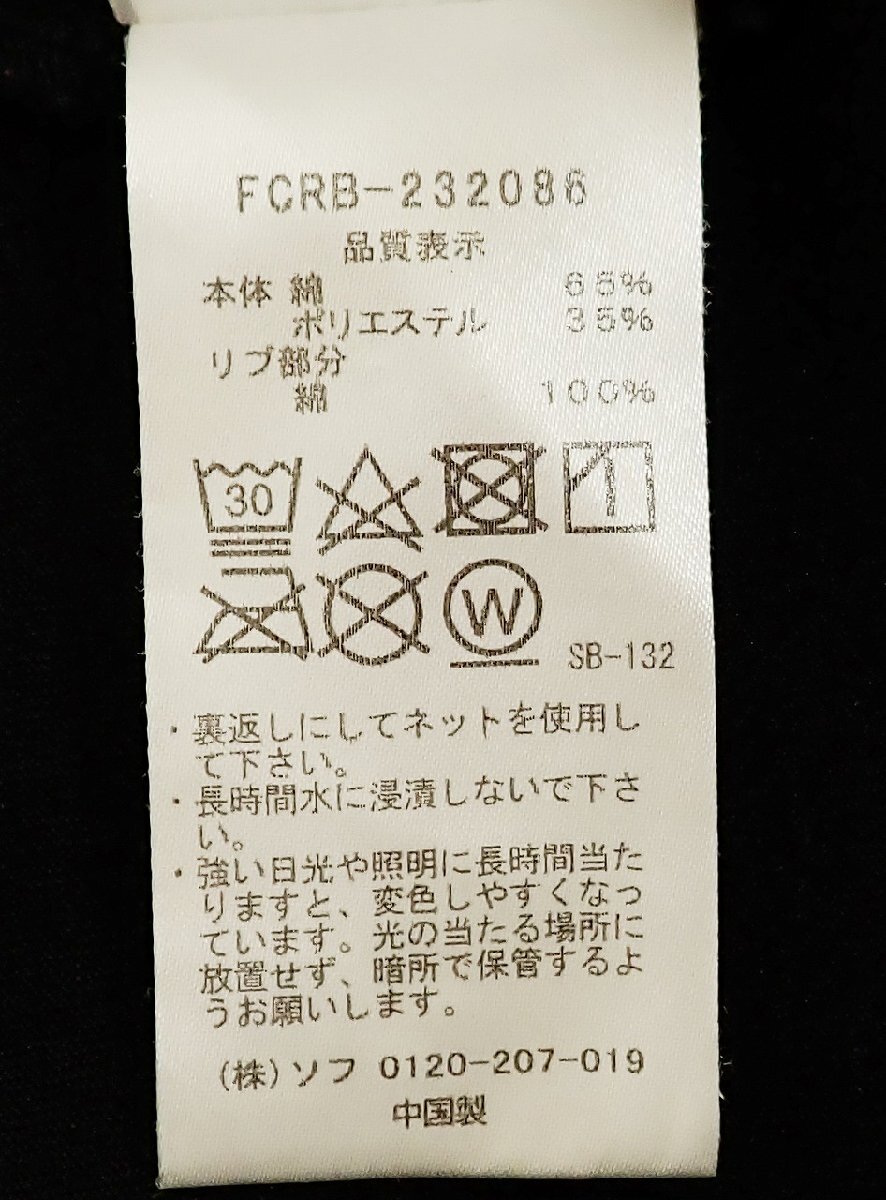 FCRB-232086
品質表示
本体 綿 65%
ポリエステル 35%
リブ部分
綿 100%
30
W
SB-132
・裏返しにしてネットを使用し
て下さい。
・長時間水に浸漬しないで下さ
い。
・強い日光や照明に長時間当た
りますと、変色しやすくなっ
ています。光の当たる場所に
放置せず、暗所で保管するよ
うお願いします。
(株)ソフ 0120-207-019
中国製